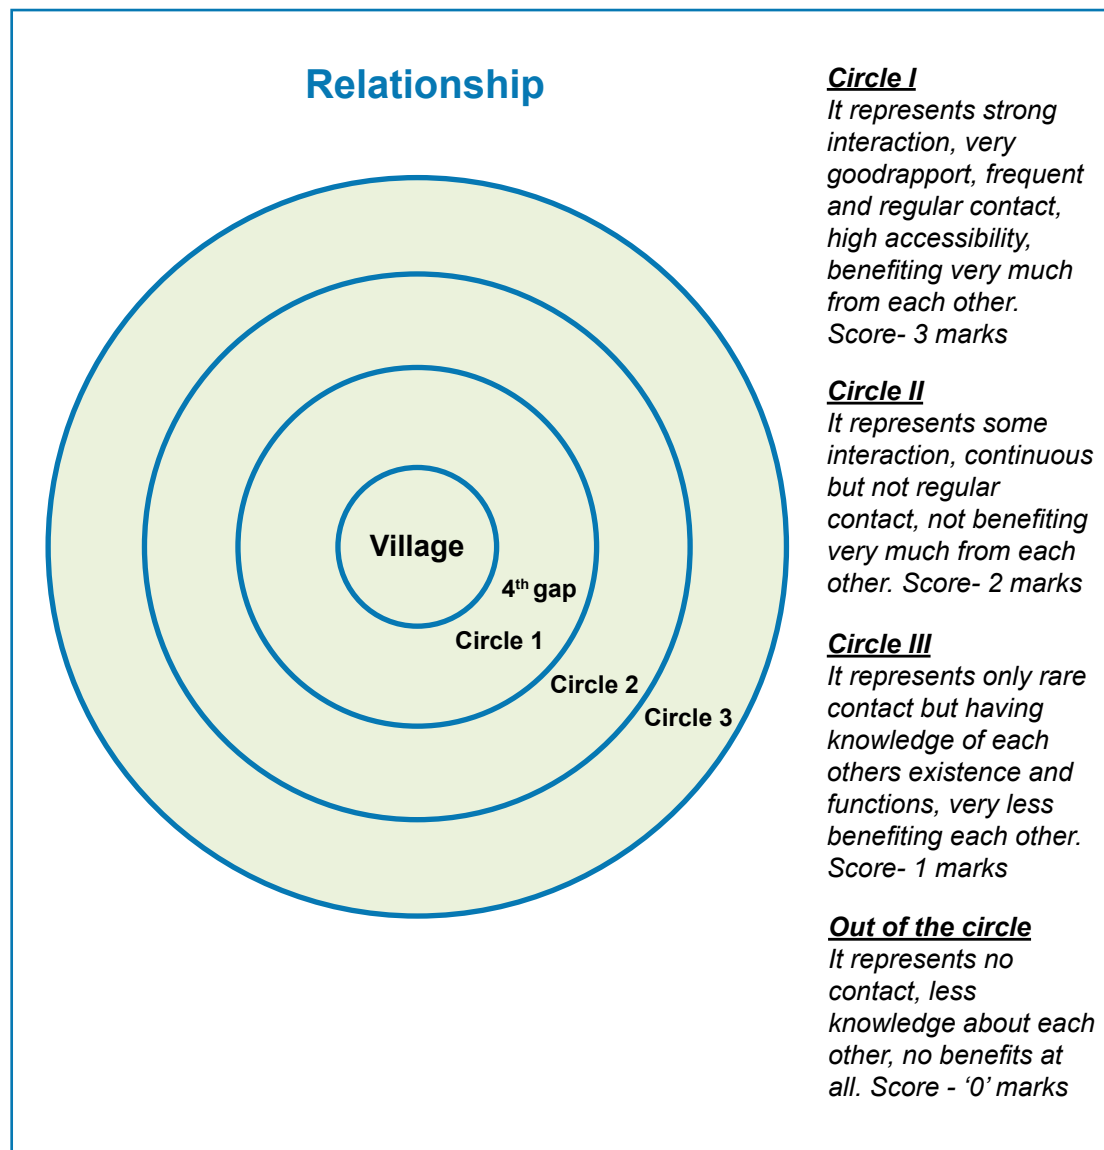 Relationship
Village
4th gap
Circle 1
Circle 2
Circle 3
Circle I
It represents strong
interaction, very
goodrapport, frequent
and regular contact,
high accessibility,
benefiting very much
from each other.
Score- 3 marks
Circle II
It represents some
interaction, continuous
but not regular
contact, not benefiting
very much from each
other. Score- 2 marks
Circle III
It represents only rare
contact but having
knowledge of each
others existence and
functions, very less
benefiting each other.
Score- 1 marks
Out of the circle
It represents no
contact, less
knowledge about each
other, no benefits at
all. Score - ‘0’ marks